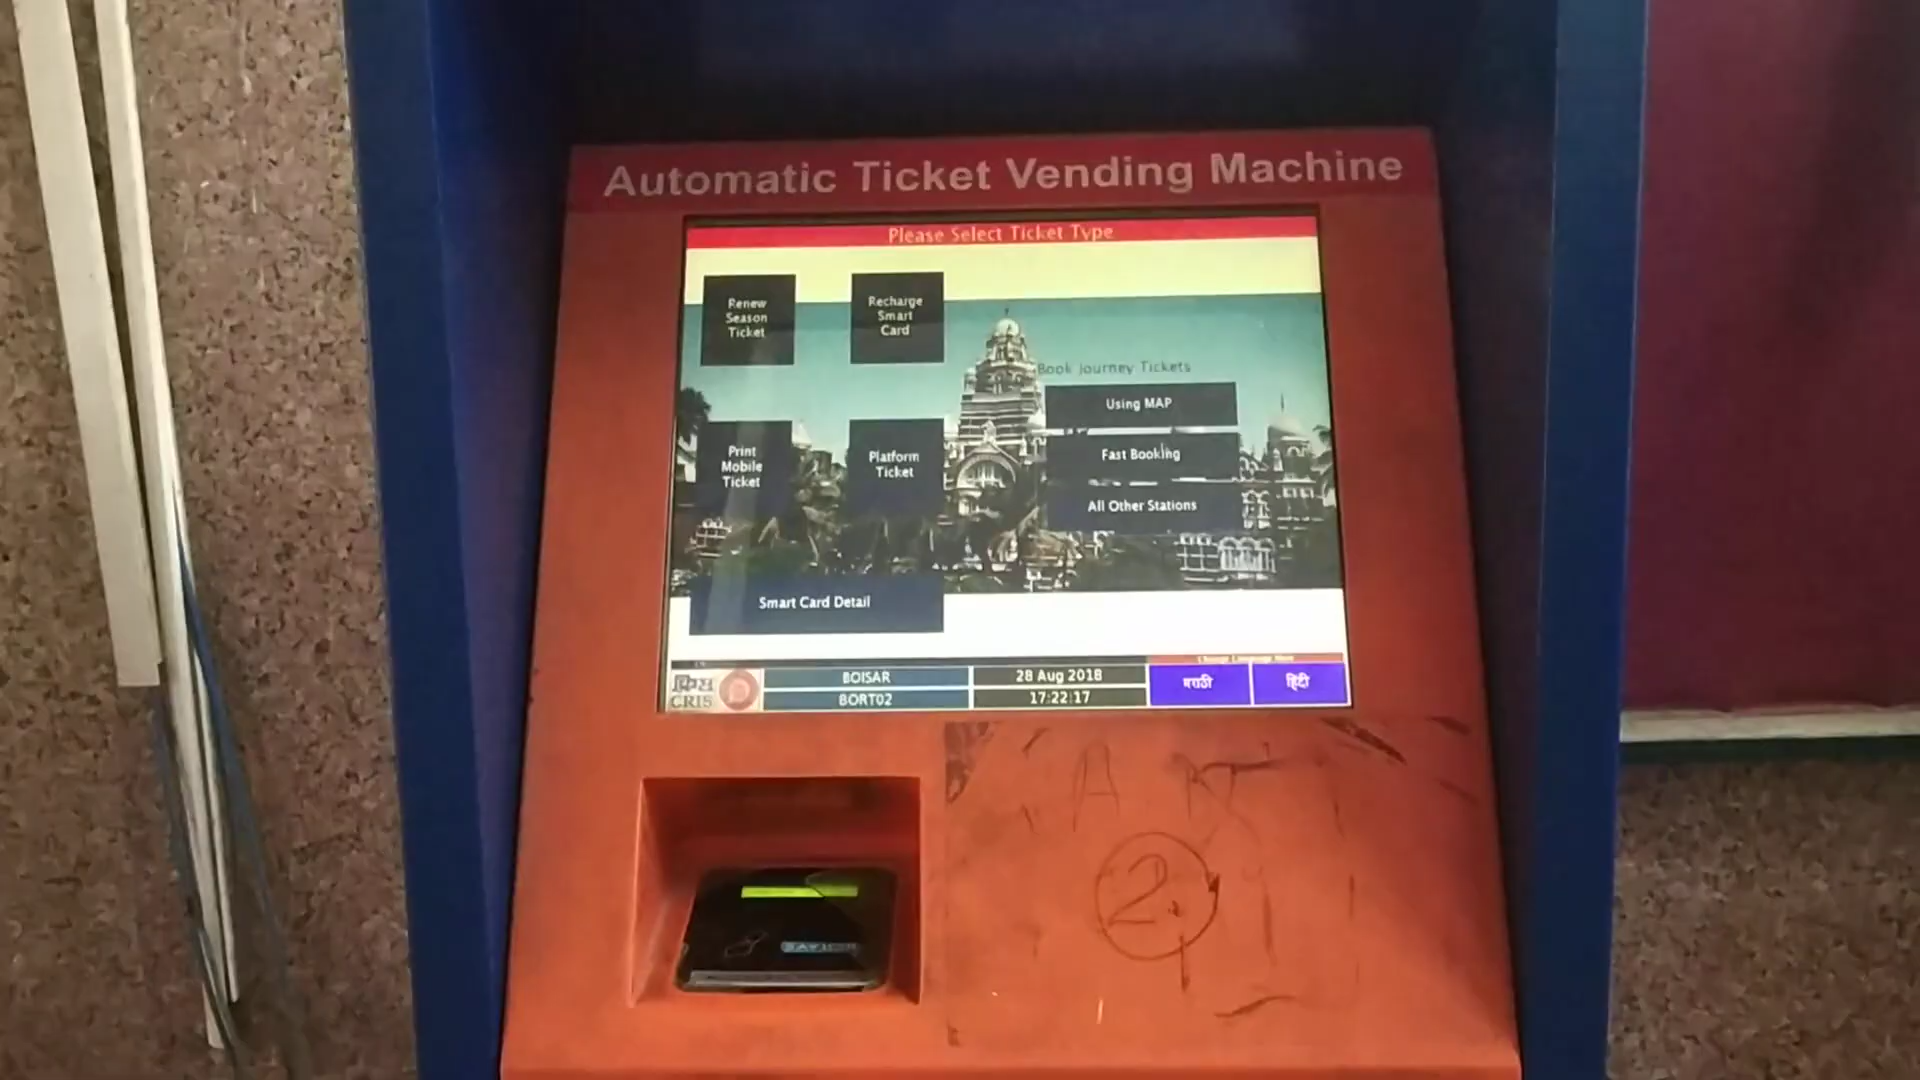 Automatic Ticket Vending Machine
Please Select Ticket Type
Renew
Season
Ticket
Recharge
Smart
Card
Book Journey Tickets
Using MAP
Print
Mobile
Ticket
Platform
Ticket
Fast Booking
All Other Stations
Smart Card Detail
क्रिस
CRIS
BOISAR
BORT02
28 Aug 2018
17:22:17
मराठी
हिंदी
A
2